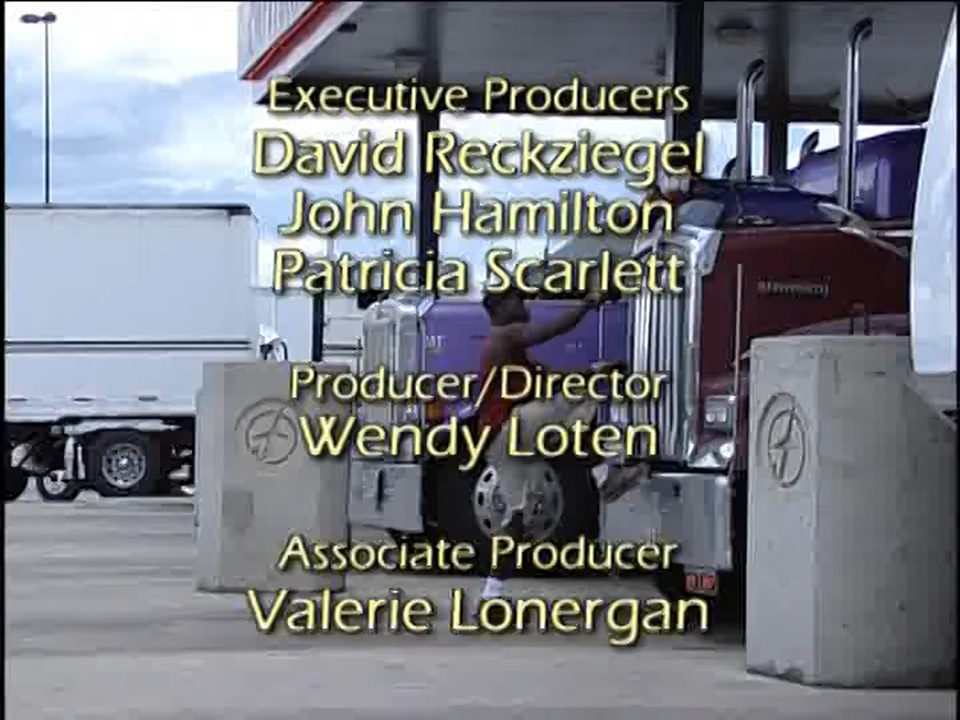 Executive Producers
David Reckziegel
John Hamilton
Patricia Scarlett
Producer/Director
Wendy Loten
Associate Producer
Valerie Lonergan